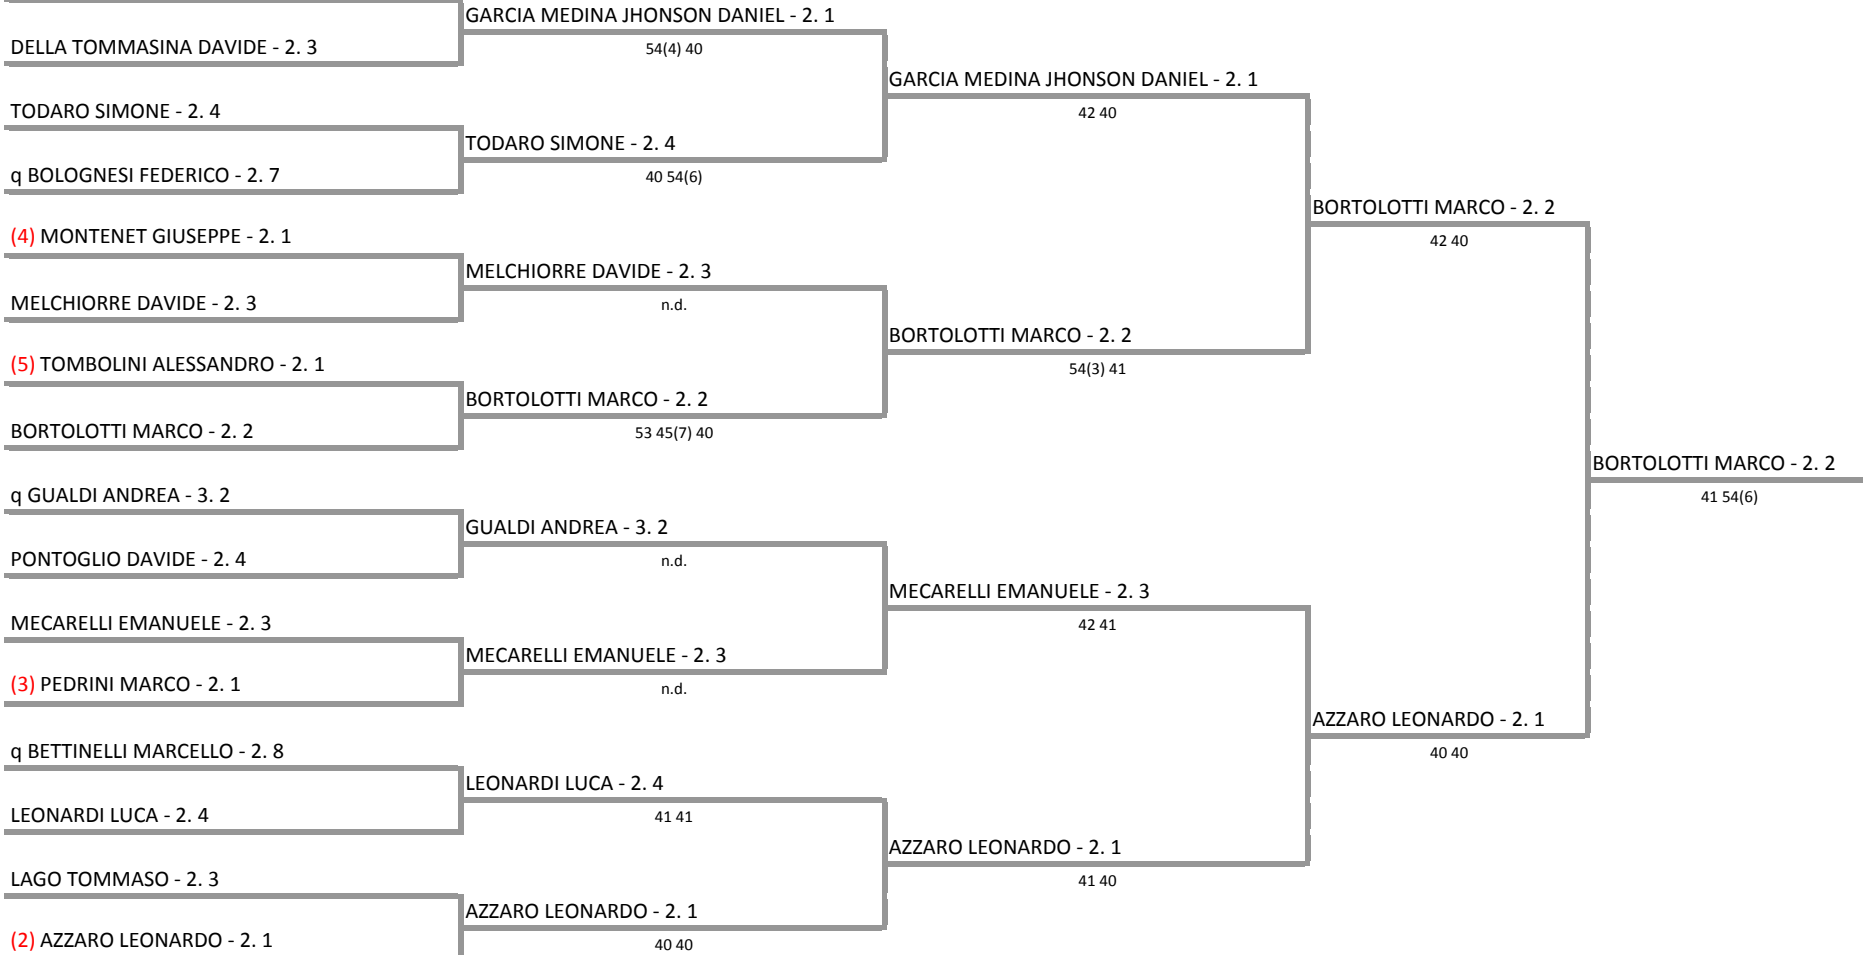 GARCIA MEDINA JHONSON DANIEL - 2. 1
DELLA TOMMASINA DAVIDE - 2. 3
54(4) 40
GARCIA MEDINA JHONSON DANIEL - 2. 1
TODARO SIMONE - 2. 4
42 40
TODARO SIMONE - 2. 4
q BOLOGNESI FEDERICO - 2. 7
40 54(6)
BORTOLOTTI MARCO - 2. 2
(4) MONTENET GIUSEPPE - 2. 1
42 40
MELCHIORRE DAVIDE - 2. 3
MELCHIORRE DAVIDE - 2. 3
n.d.
BORTOLOTTI MARCO - 2. 2
(5) TOMBOLINI ALESSANDRO - 2. 1
54(3) 41
BORTOLOTTI MARCO - 2. 2
BORTOLOTTI MARCO - 2. 2
53 45(7) 40
BORTOLOTTI MARCO - 2. 2
q GUALDI ANDREA - 3. 2
41 54(6)
GUALDI ANDREA - 3. 2
PONTOGLIO DAVIDE - 2. 4
n.d.
MECARELLI EMANUELE - 2. 3
MECARELLI EMANUELE - 2. 3
42 41
MECARELLI EMANUELE - 2. 3
(3) PEDRINI MARCO - 2. 1
n.d.
AZZARO LEONARDO - 2. 1
q BETTINELLI MARCELLO - 2. 8
40 40
LEONARDI LUCA - 2. 4
LEONARDI LUCA - 2. 4
41 41
AZZARO LEONARDO - 2. 1
LAGO TOMMASO - 2. 3
41 40
AZZARO LEONARDO - 2. 1
(2) AZZARO LEONARDO - 2. 1
40 40